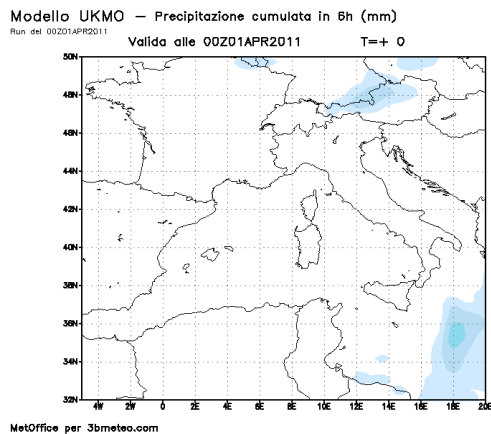 Modello UKMO – Precipitazione cumulata in 6h (mm)
Run del 00Z01APR2011
Valida alle 00Z01APR2011 T=+ 0
50N
48N
46N
44N
42N
40N
38N
36N
34N
32N
4W 2W 0 2E 4E 6E 8E 10E 12E 14E 16E 18E 20E
MetOffice per 3bmeteo.com